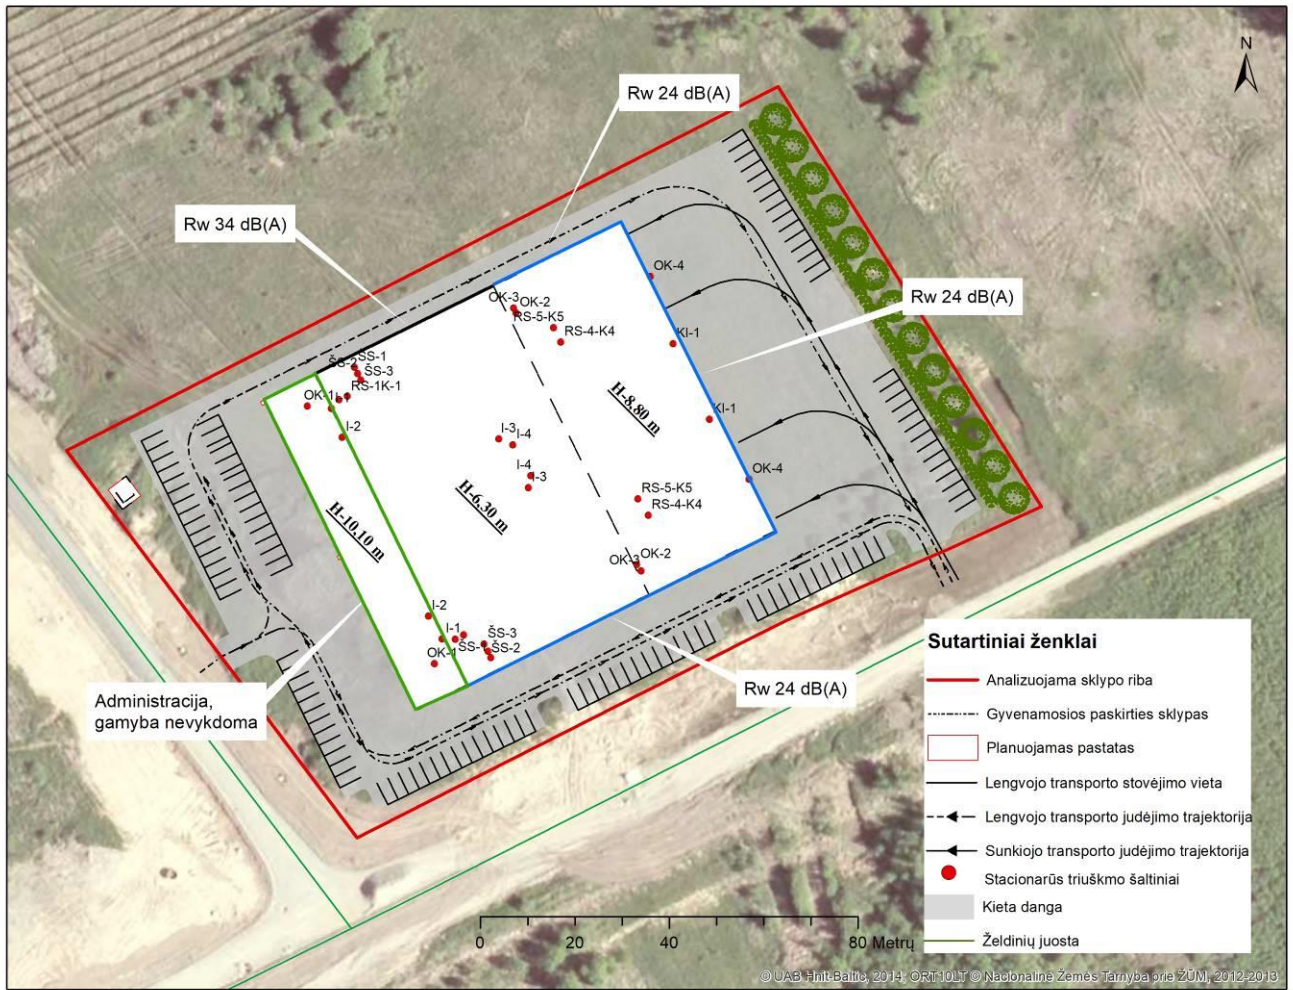 N
Rw 24 dB(A)
Rw 34 dB(A)
Rw 24 dB(A)
OK-4
OK-3
OK-2
RS-5-K5
RS-4-K4
KI-1
ŠS-1
ŠS-2
ŠS-3
RS-1K-1
OK-1
I-1
I-2
H-8,80 m
KI-1
I-3
I-4
I-4
I-3
OK-4
RS-5-K5
RS-4-K4
H-6,30 m
H-10,10 m
OK-2
OK-3
I-2
I-1
ŠS-3
ŠS-1
ŠS-2
OK-1
Rw 24 dB(A)
Administracija,
gamyba nevykdoma
Sutartiniai ženklai
Analizuojama sklypo riba
Gyvenamosios paskirties sklypas
Planuojamas pastatas
Lengvojo transporto stovėjimo vieta
Lengvojo transporto judėjimo trajektorija
Sunkiojo transporto judėjimo trajektorija
Stacionarūs triuškmo šaltiniai
Kieta danga
Želdinių juosta
0 20 40 80 Metrų
© UAB Hnit-Baltic, 2014; ORT10LT © Nacionalinė Žemės Tarnyba prie ŽŪM, 2012-2013